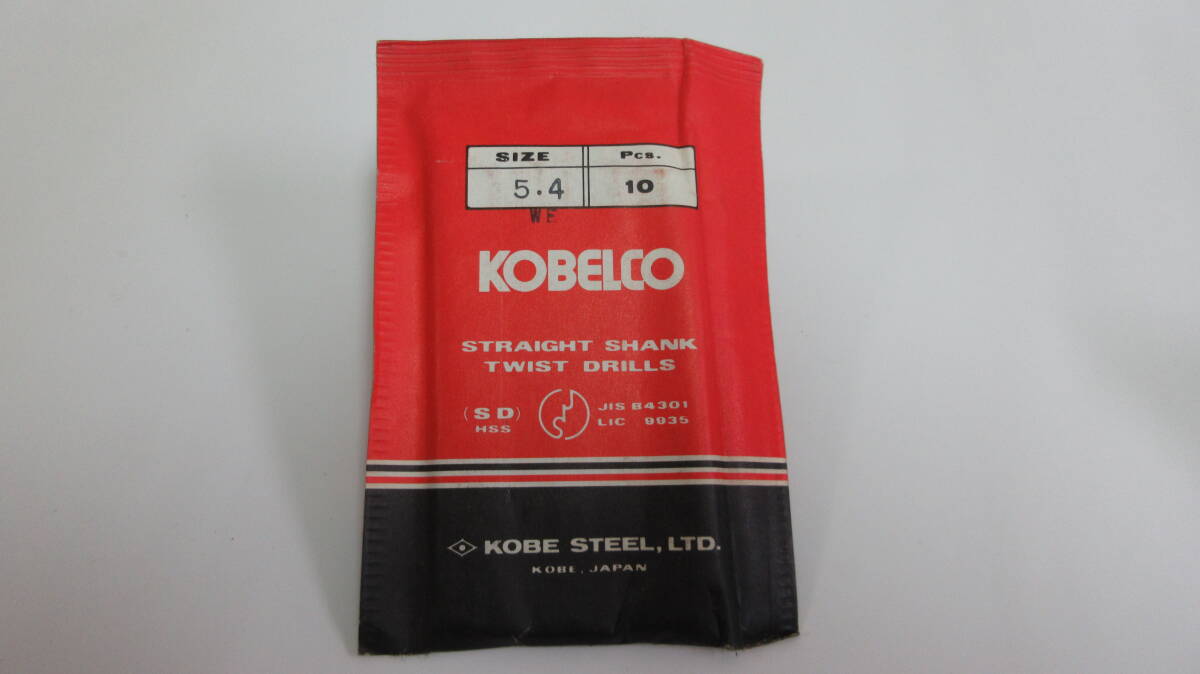 SIZE Pcs.
5.4 10
WE
KOBELCO
STRAIGHT SHANK
TWIST DRILLS
(SD) JIS B4301
HSS LIC 9935
KOBE STEEL, LTD.
KOBE, JAPAN